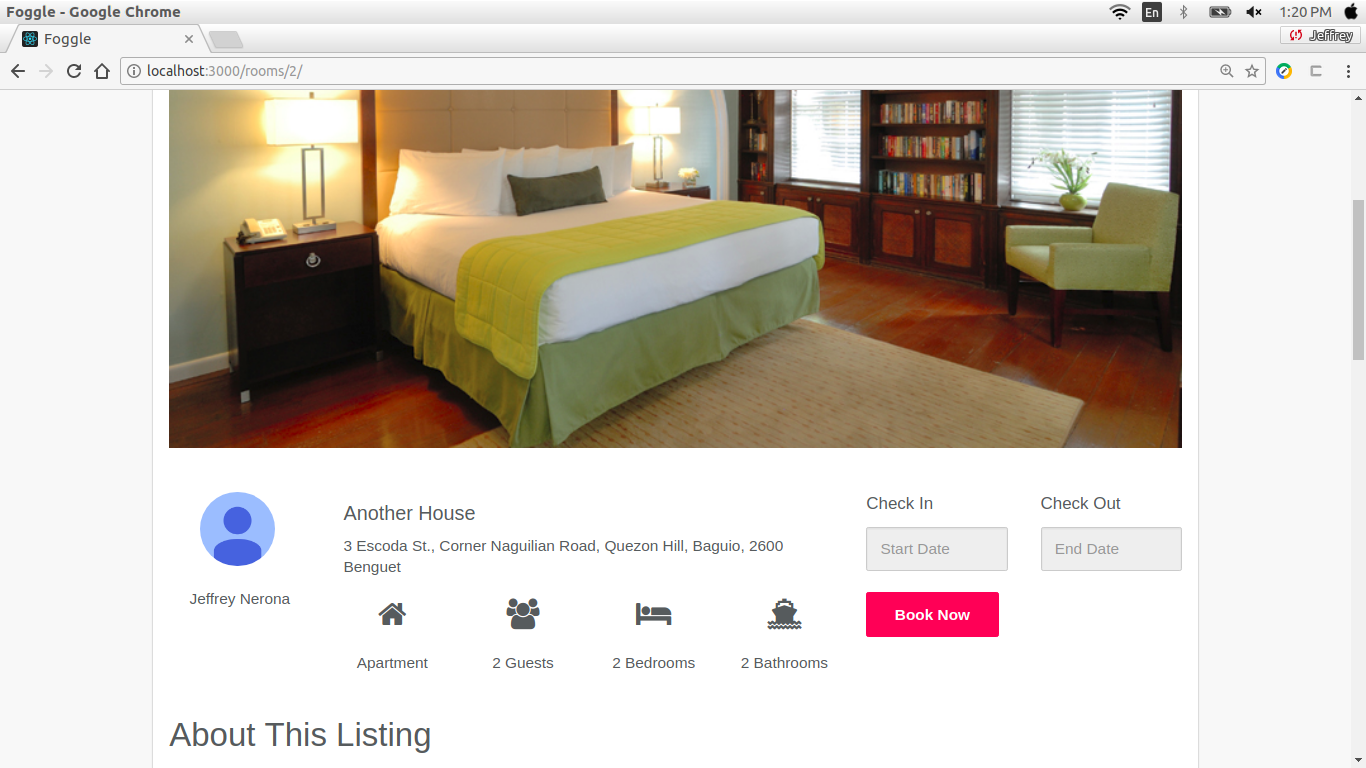 Foggle - Google Chrome
En
1:20 PM
Foggle
Jeffrey
localhost:3000/rooms/2/
Check In
Check Out
Another House
3 Escoda St., Corner Naguilian Road, Quezon Hill, Baguio, 2600
Benguet
Start Date
End Date
Jeffrey Nerona
Book Now
Apartment
2 Guests
2 Bedrooms
2 Bathrooms
About This Listing